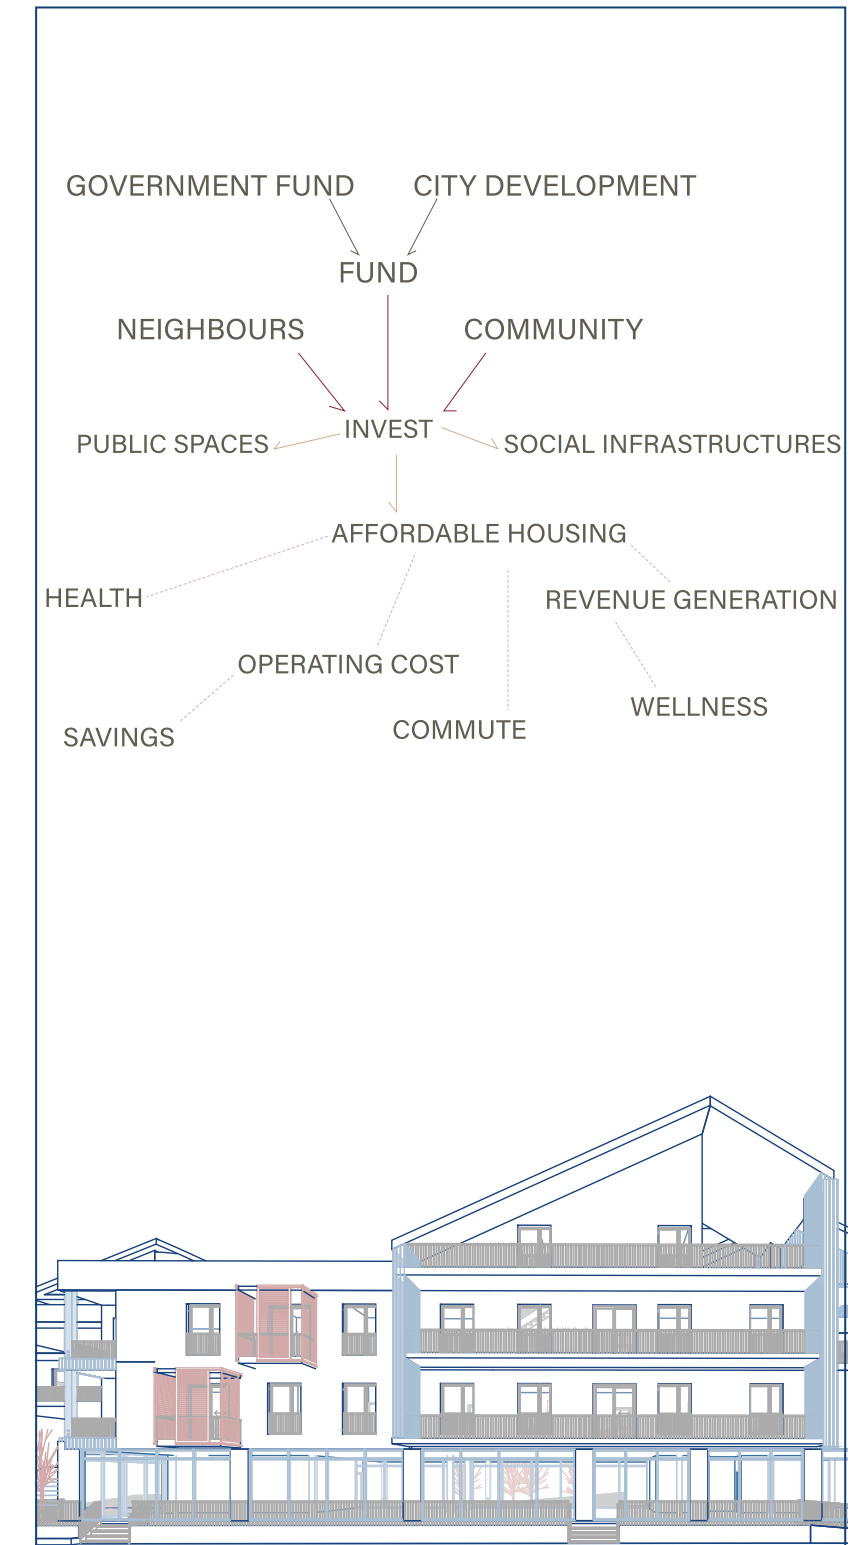 GOVERNMENT FUND
CITY DEVELOPMENT
FUND
NEIGHBOURS
COMMUNITY
INVEST
PUBLIC SPACES
SOCIAL INFRASTRUCTURES
AFFORDABLE HOUSING
HEALTH
REVENUE GENERATION
OPERATING COST
WELLNESS
SAVINGS
COMMUTE